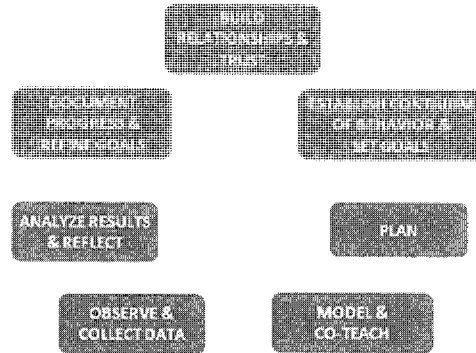 BUILD
RELATIONSHIPS &
TRUST
DOCUMENT
PROGRESS &
REFINE GOALS
ESTABLISH CONTINUUM
OF BEHAVIOR &
SET GOALS
ANALYZE RESULTS
& REFLECT
PLAN
OBSERVE &
COLLECT DATA
MODEL &
CO-TEACH